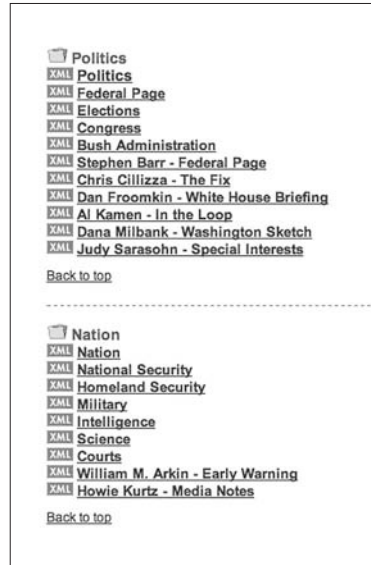 Politics
XML Politics
XML Federal Page
XML Elections
XML Congress
XML Bush Administration
XML Stephen Barr - Federal Page
XML Chris Cillizza - The Fix
XML Dan Froomkin - White House Briefing
XML Al Kamen - In the Loop
XML Dana Milbank - Washington Sketch
XML Judy Sarasohn - Special Interests
Back to top
Nation
XML Nation
XML National Security
XML Homeland Security
XML Military
XML Intelligence
XML Science
XML Courts
XML William M. Arkin - Early Warning
XML Howie Kurtz - Media Notes
Back to top